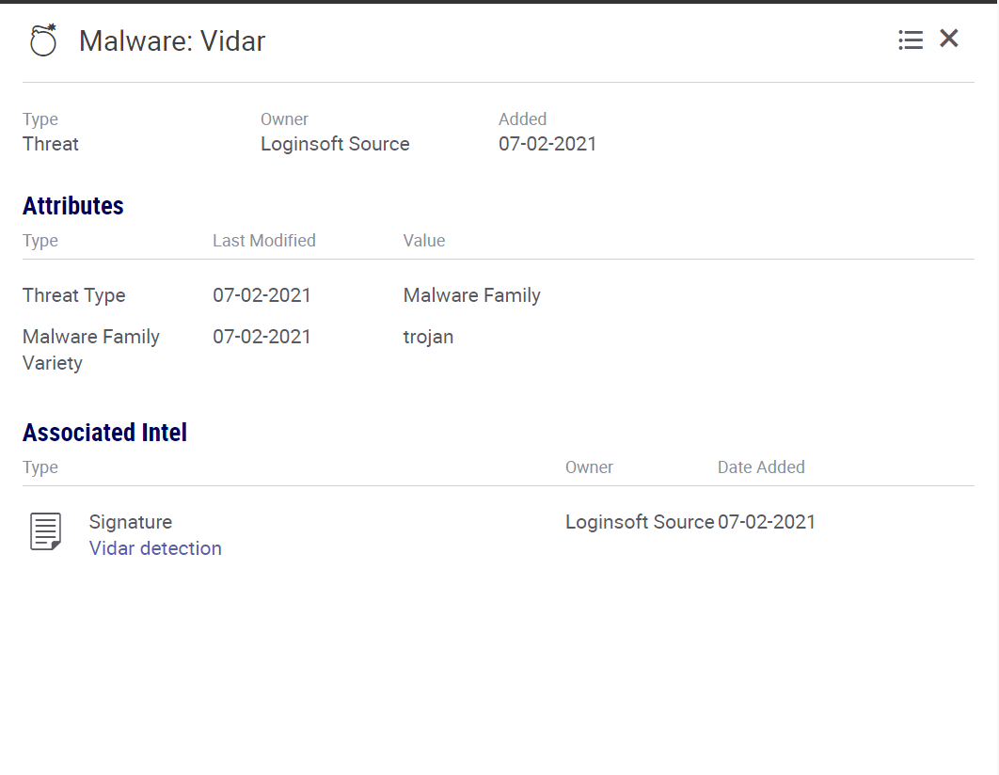 Malware: Vidar
Type Owner Added
Threat Loginsoft Source 07-02-2021
Attributes
Type Last Modified Value
Threat Type 07-02-2021 Malware Family
Malware Family 07-02-2021 trojan
Variety
Associated Intel
Type Owner Date Added
Signature Loginsoft Source 07-02-2021
Vidar detection